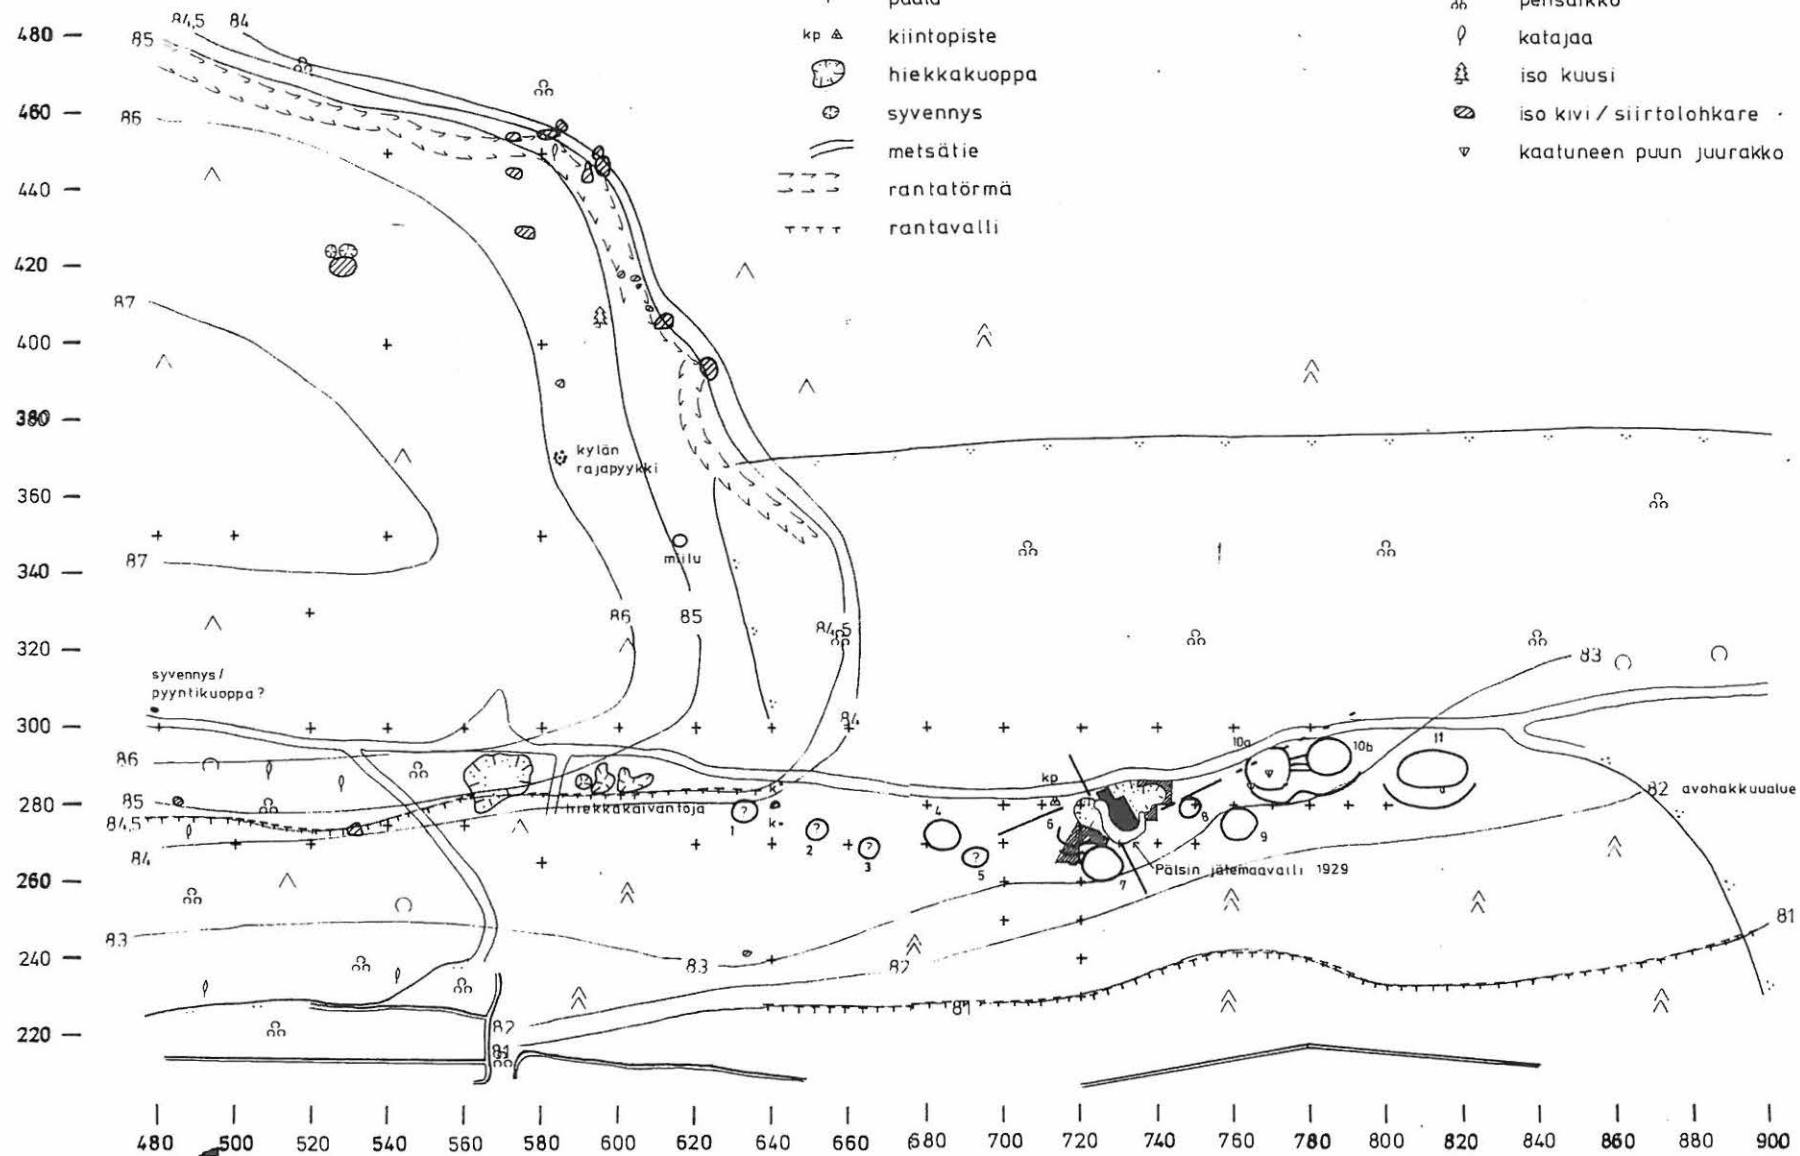 kp kiintopiste
hiekkakuoppa
syvennys
metsätie
rantatörmä
rantavalli
pensaikko
katajaa
iso kuusi
iso kivi / siirtolohkare
kaatuneen puun juurakko
480
460
440
420
400
380
360
340
320
300
280
260
240
220
84,5 84
85
86
87
kylän
rajapyykki
87
miilu
86 85
84,5
84
syvennys/
pyyntikuoppa?
83
86
85
84,5
84
hiekkakaivantoja
k
k
1 ?
2 ?
3 ?
4
5 ?
kp
6
7
8
9
10a
10b
11
82 avohakkuualue
Pälsin jätemaavalli 1929
83
83
82
81
81
82
81
480 500 520 540 560 580 600 620 640 660 680 700 720 740 760 780 800 820 840 860 880 900